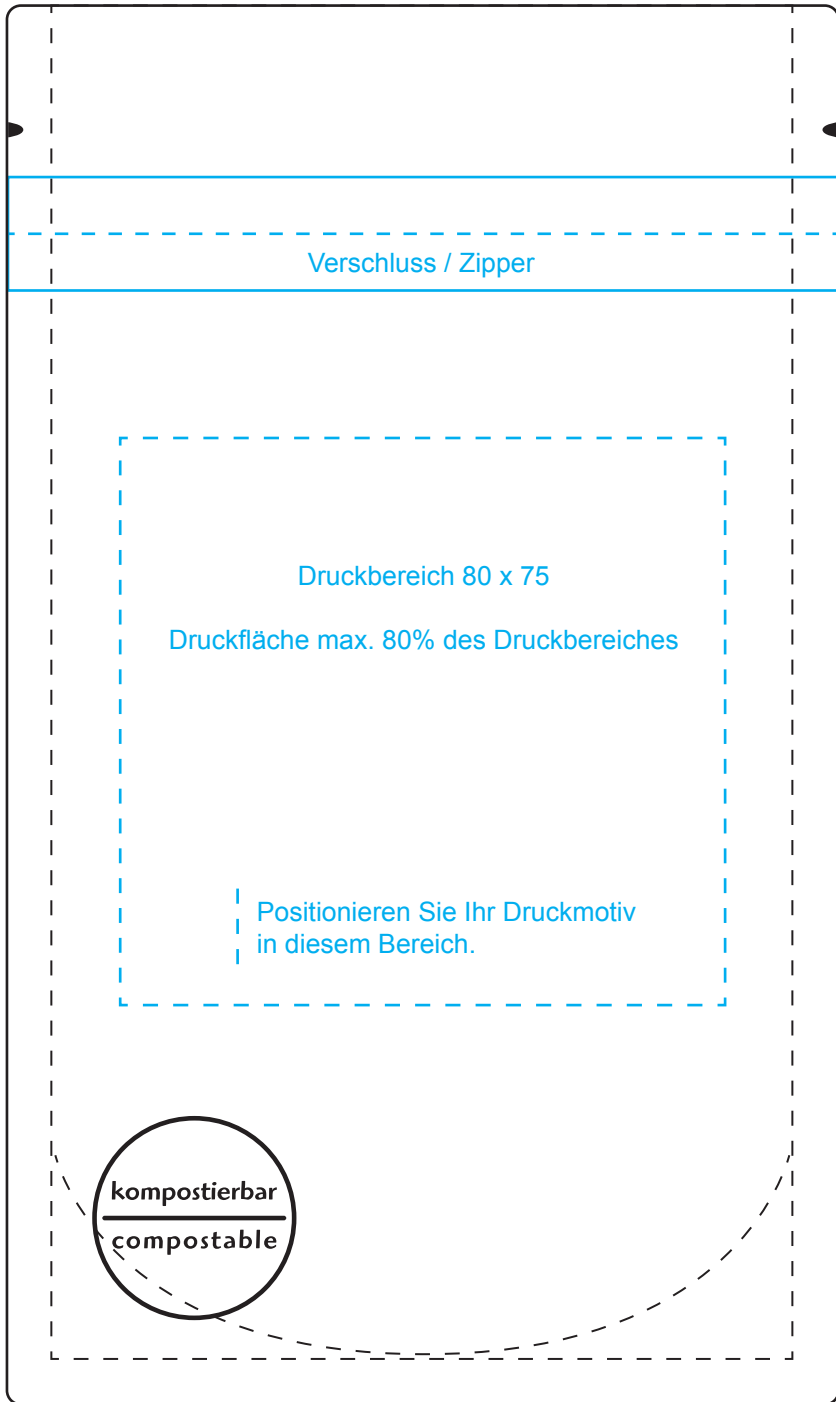 Verschluss / Zipper
Druckbereich 80 x 75
Druckfläche max. 80% des Druckbereiches
Positionieren Sie Ihr Druckmotiv
in diesem Bereich.
kompostierbar
compostable